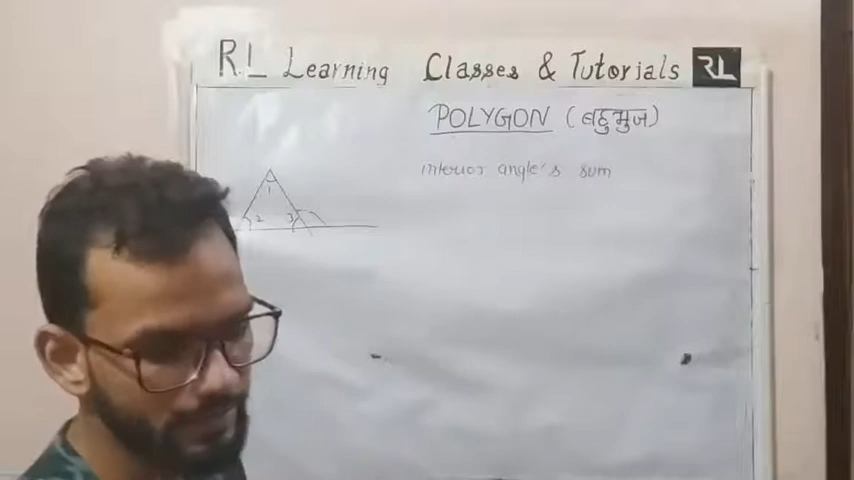 RL Learning Classes & Tutorials RL
POLYGON (बहुभुज)
interior angle's sum
1
2 3